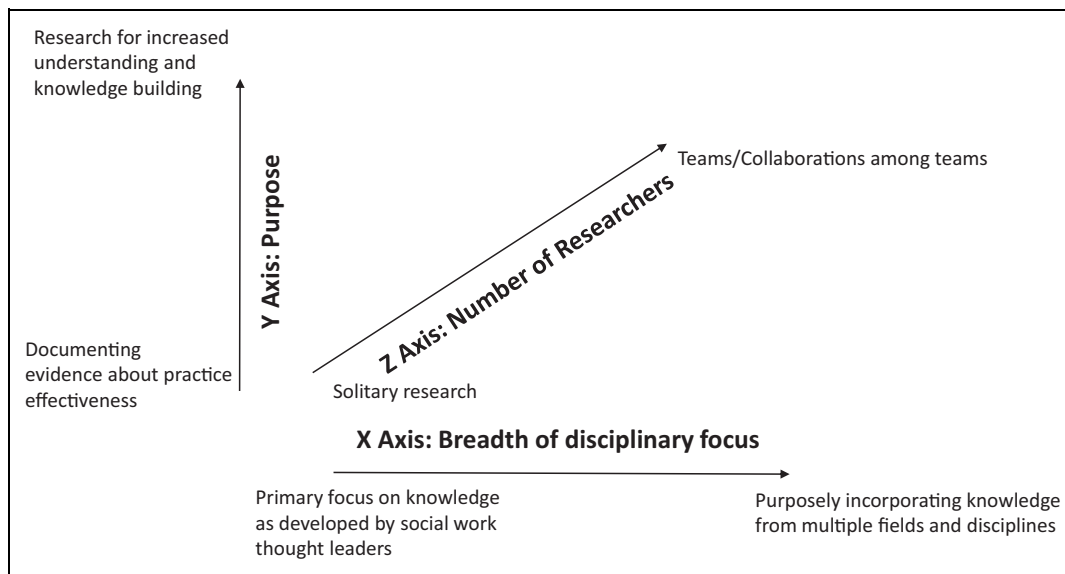 Research for increased
understanding and
knowledge building
Y Axis: Purpose
Documenting
evidence about practice
effectiveness
Teams/Collaborations among teams
Z Axis: Number of Researchers
Solitary research
X Axis: Breadth of disciplinary focus
Primary focus on knowledge
as developed by social work
thought leaders
Purposely incorporating knowledge
from multiple fields and disciplines